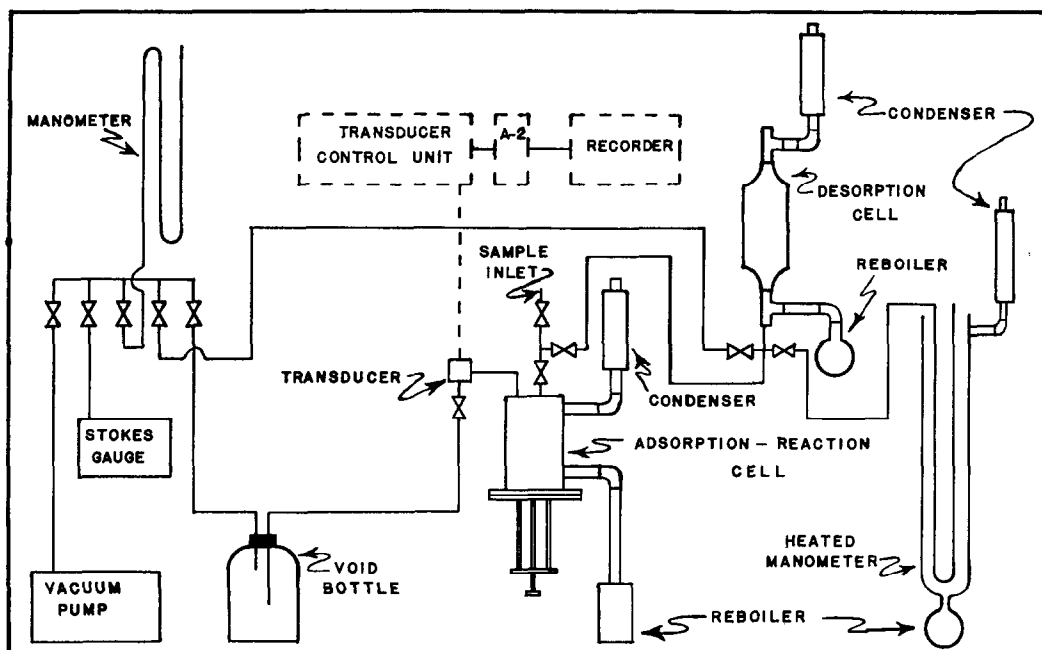 MANOMETER
TRANSDUCER
CONTROL UNIT
A-2
RECORDER
CONDENSER
DESORPTION
CELL
SAMPLE
INLET
REBOILER
TRANSDUCER
CONDENSER
STOKES
GAUGE
ADSORPTION – REACTION
CELL
HEATED
MANOMETER
VOID
BOTTLE
VACUUM
PUMP
REBOILER